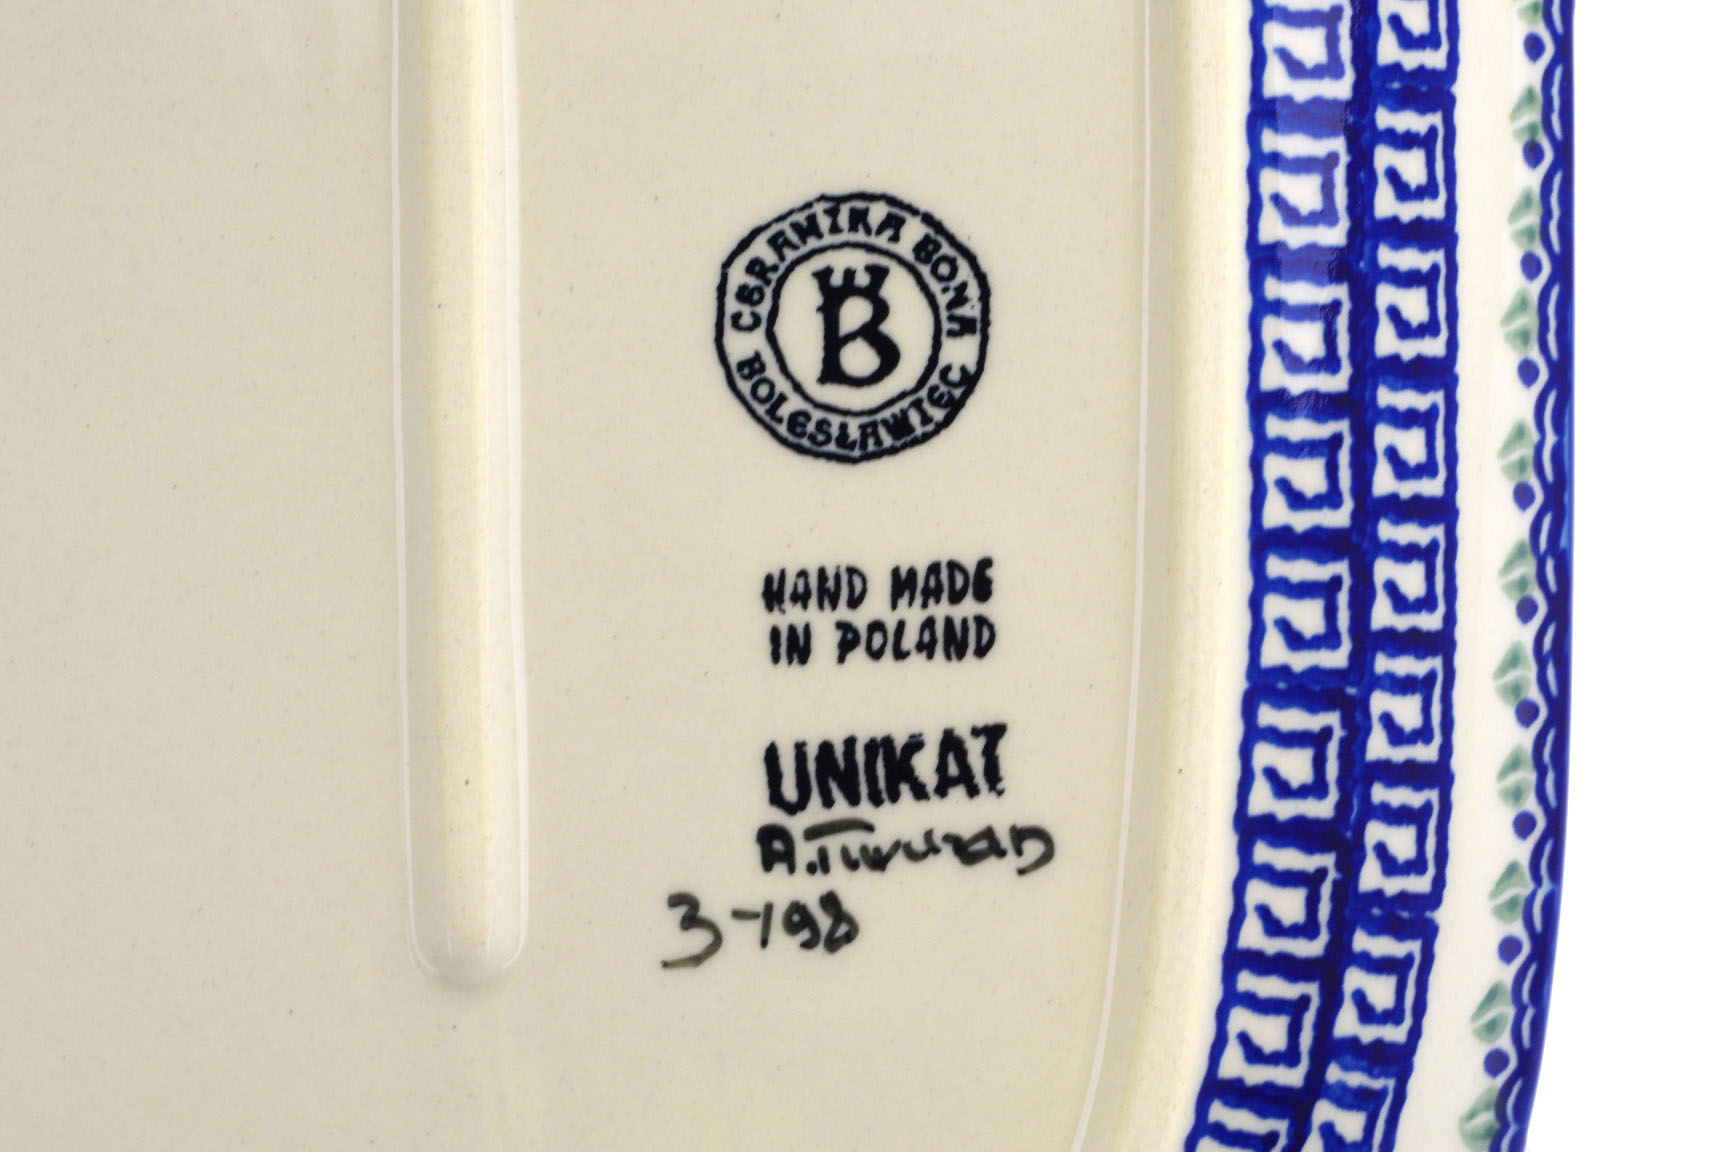 CERAMIKA BONA
BOLESŁAWIEC
B
HAND MADE
IN POLAND
UNIKAT
A.
3-198